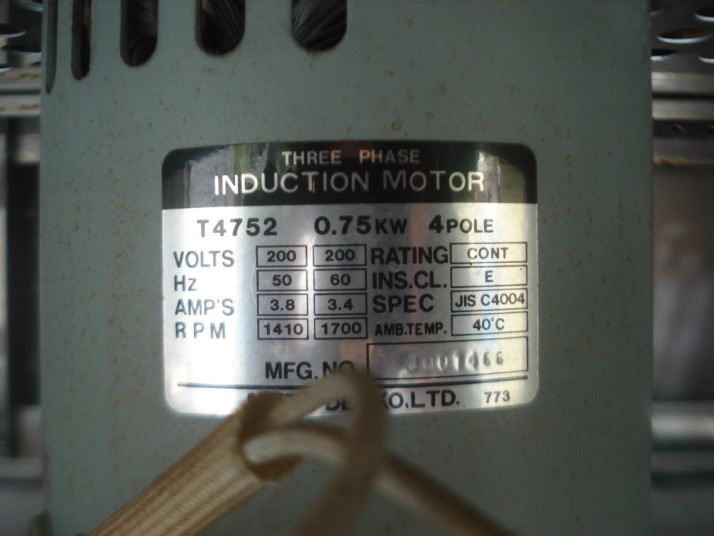 THREE PHASE
INDUCTION MOTOR
T4752 0.75KW 4POLE
VOLTS 200 200 RATING CONT
Hz 50 60 INS.CL. E
AMP'S 3.8 3.4 SPEC JIS C4004
RPM 1410 1700 AMB.TEMP. 40°C
MFG.NO.
KO,LTD. 773